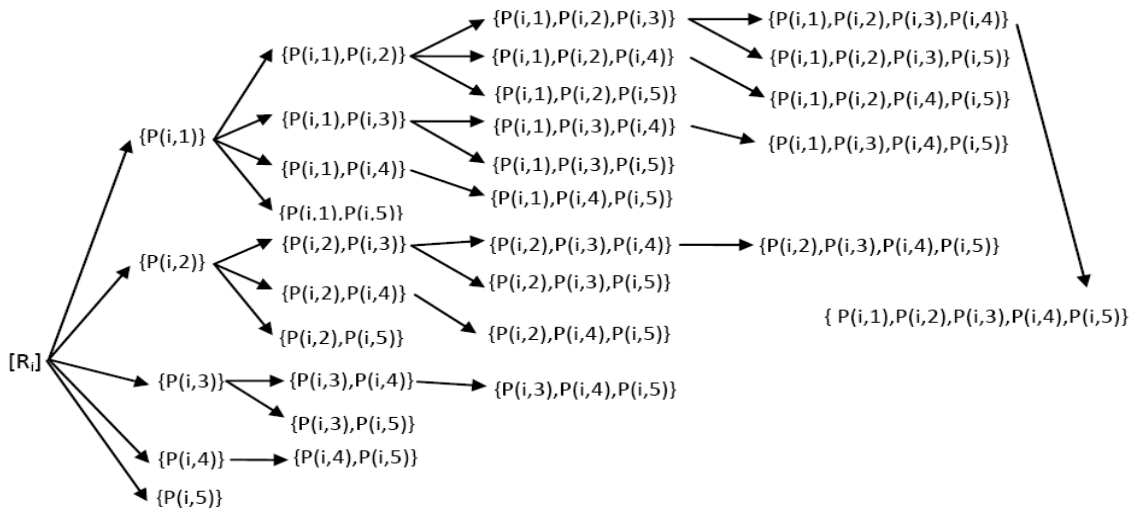 {P(i,1),P(i,2),P(i,3)}
{P(i,1),P(i,2),P(i,3),P(i,4)}
{P(i,1),P(i,2)}
{P(i,1),P(i,2),P(i,4)}
{P(i,1),P(i,2),P(i,3),P(i,5)}
{P(i,1),P(i,2),P(i,5)}
{P(i,1),P(i,2),P(i,4),P(i,5)}
{P(i,1)}
{P(i,1),P(i,3)}
{P(i,1),P(i,3),P(i,4)}
{P(i,1),P(i,3),P(i,4),P(i,5)}
{P(i,1),P(i,4)}
{P(i,1),P(i,3),P(i,5)}
{P(i,1),P(i,4),P(i,5)}
{P(i,1),P(i,5)}
{P(i,2)}
{P(i,2),P(i,3)}
{P(i,2),P(i,3),P(i,4)}
{P(i,2),P(i,3),P(i,4),P(i,5)}
{P(i,2),P(i,4)}
{P(i,2),P(i,3),P(i,5)}
{ P(i,1),P(i,2),P(i,3),P(i,4),P(i,5)}
{P(i,2),P(i,5)}
{P(i,2),P(i,4),P(i,5)}
[Ri]
{P(i,3)}
{P(i,3),P(i,4)}
{P(i,3),P(i,4),P(i,5)}
{P(i,3),P(i,5)}
{P(i,4)}
{P(i,4),P(i,5)}
{P(i,5)}